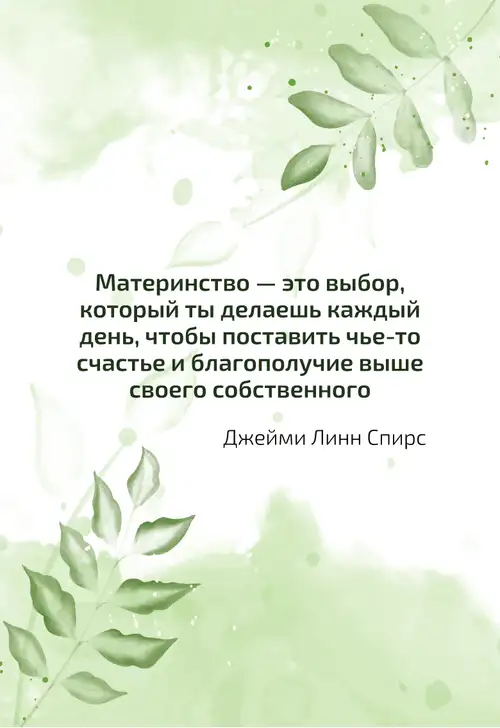 Материнство — это выбор,
который ты делаешь каждый
день, чтобы поставить чье-то
счастье и благополучие выше
своего собственного
Джейми Линн Спирс